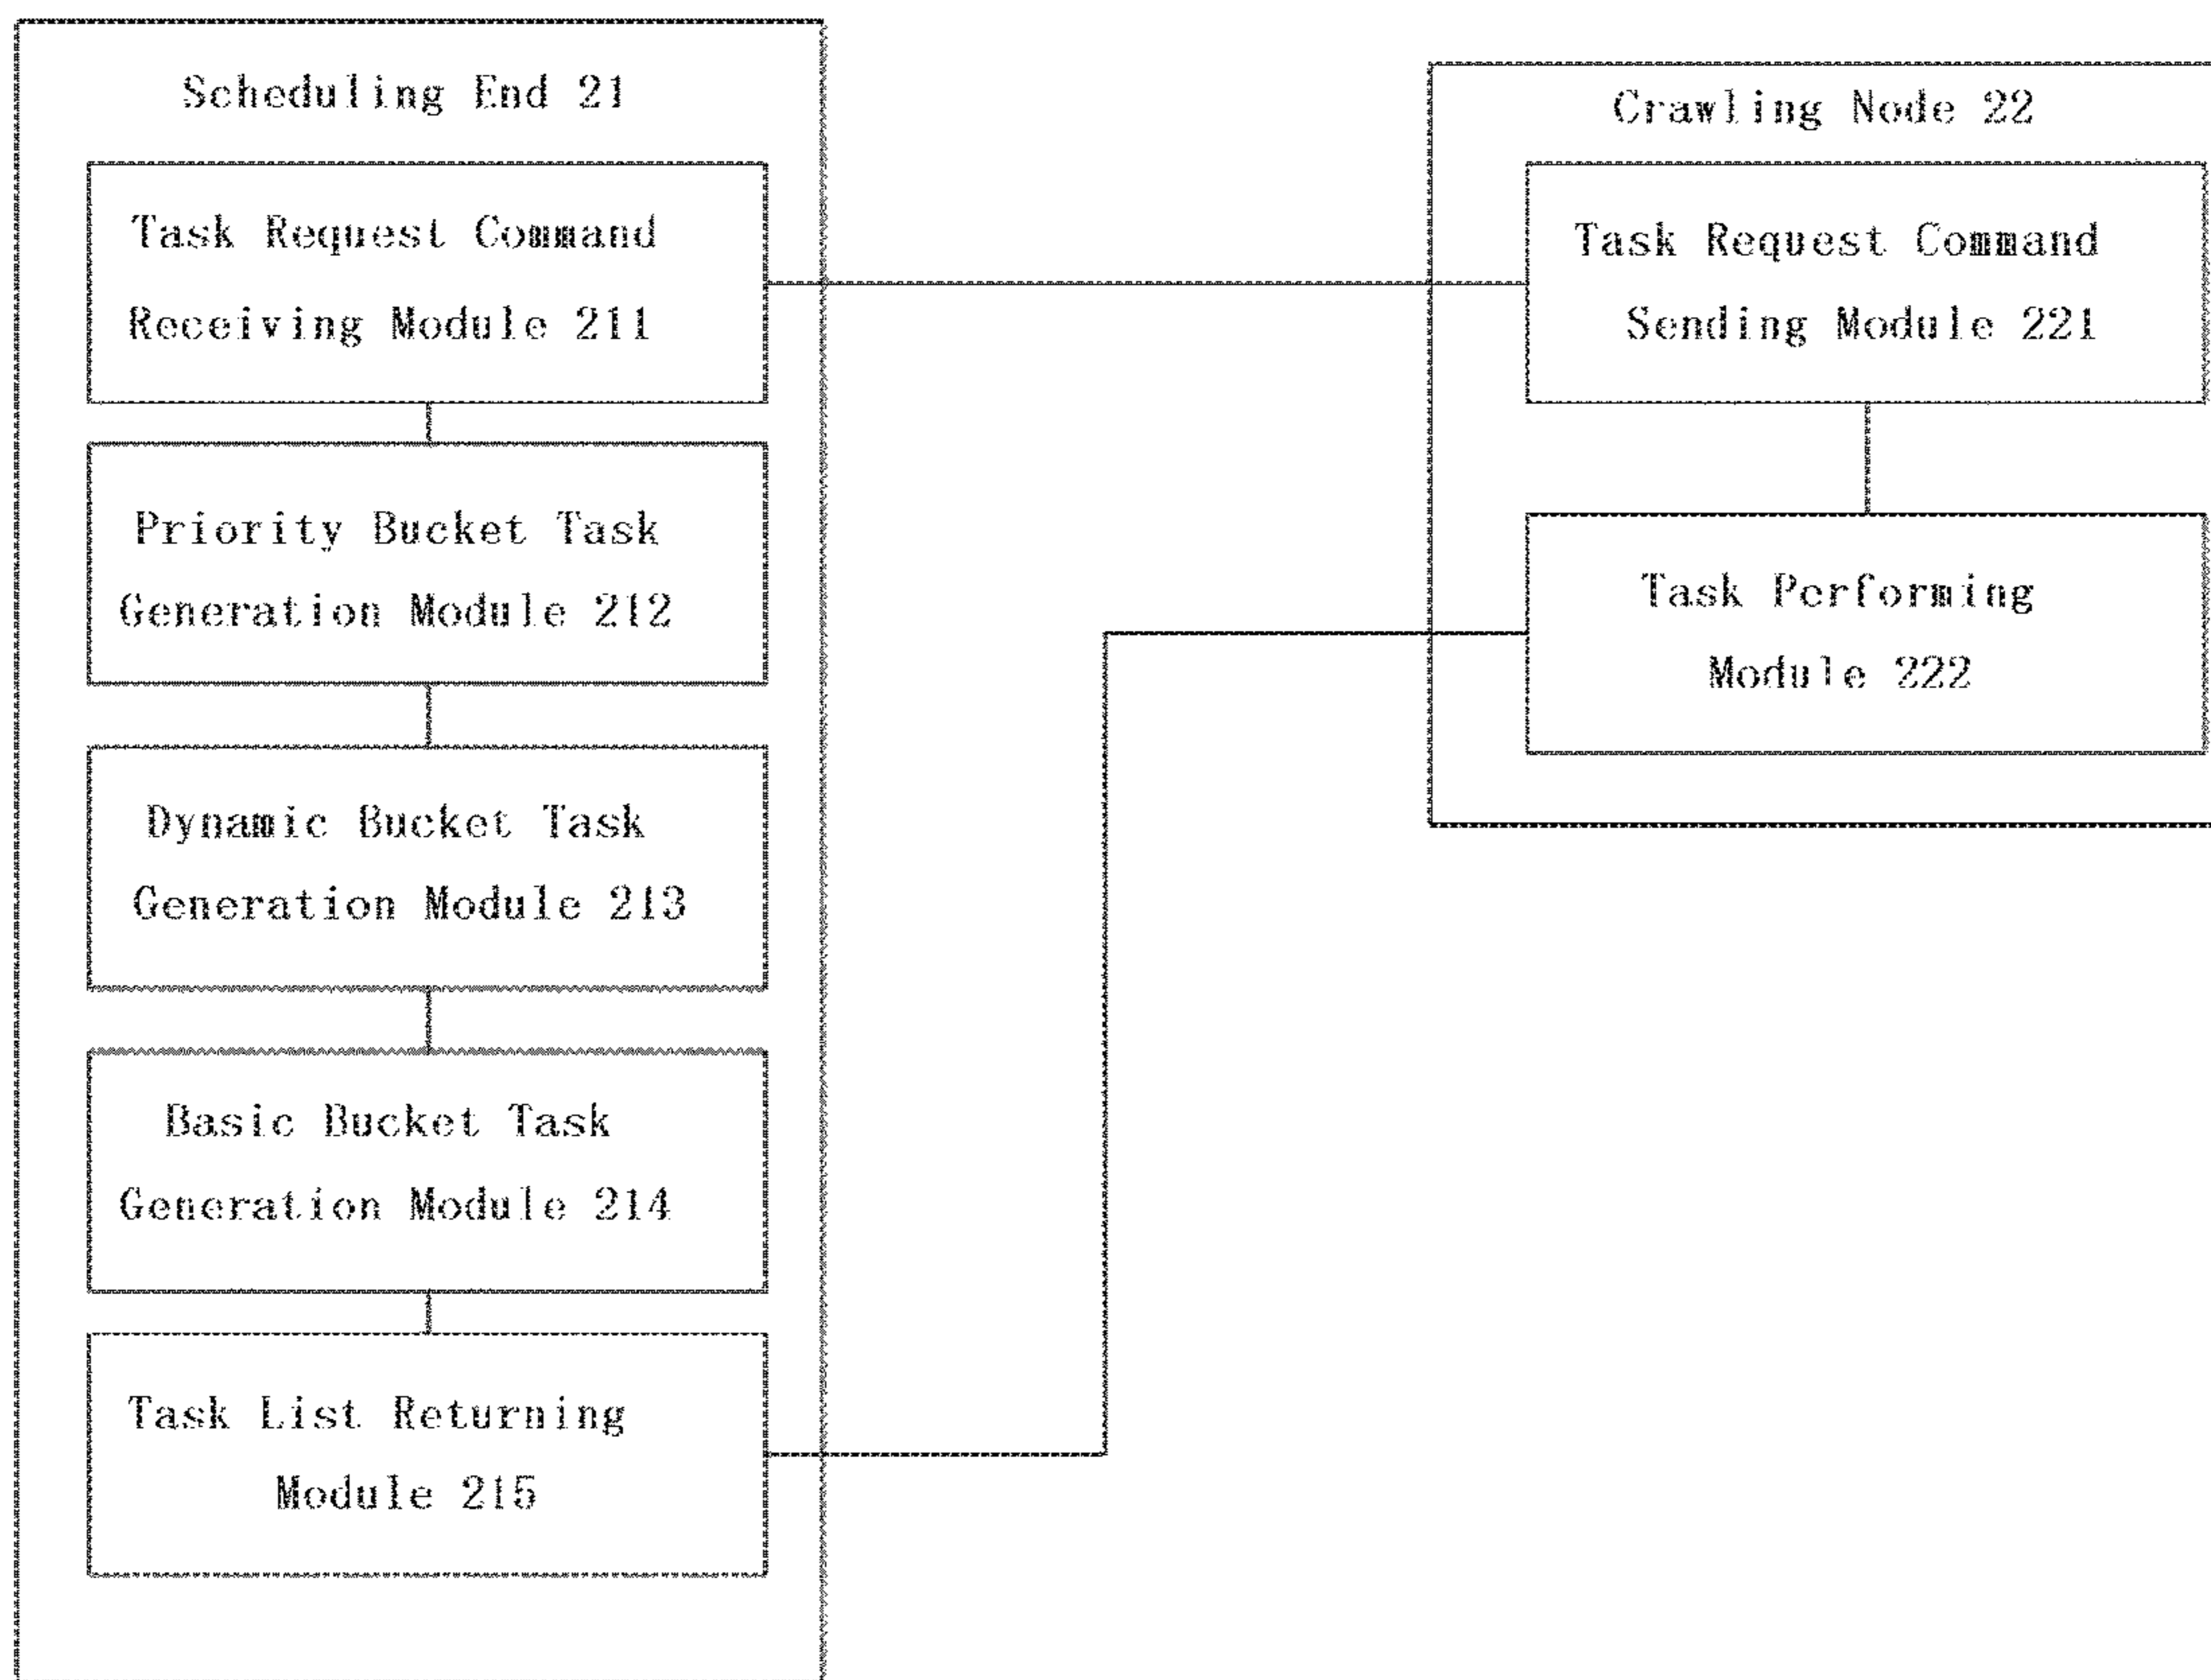 Scheduling End 21
Task Request Command
Receiving Module 211
Priority Bucket Task
Generation Module 212
Dynamic Bucket Task
Generation Module 213
Basic Bucket Task
Generation Module 214
Task List Returning
Module 215
Crawling Node 22
Task Request Command
Sending Module 221
Task Performing
Module 222